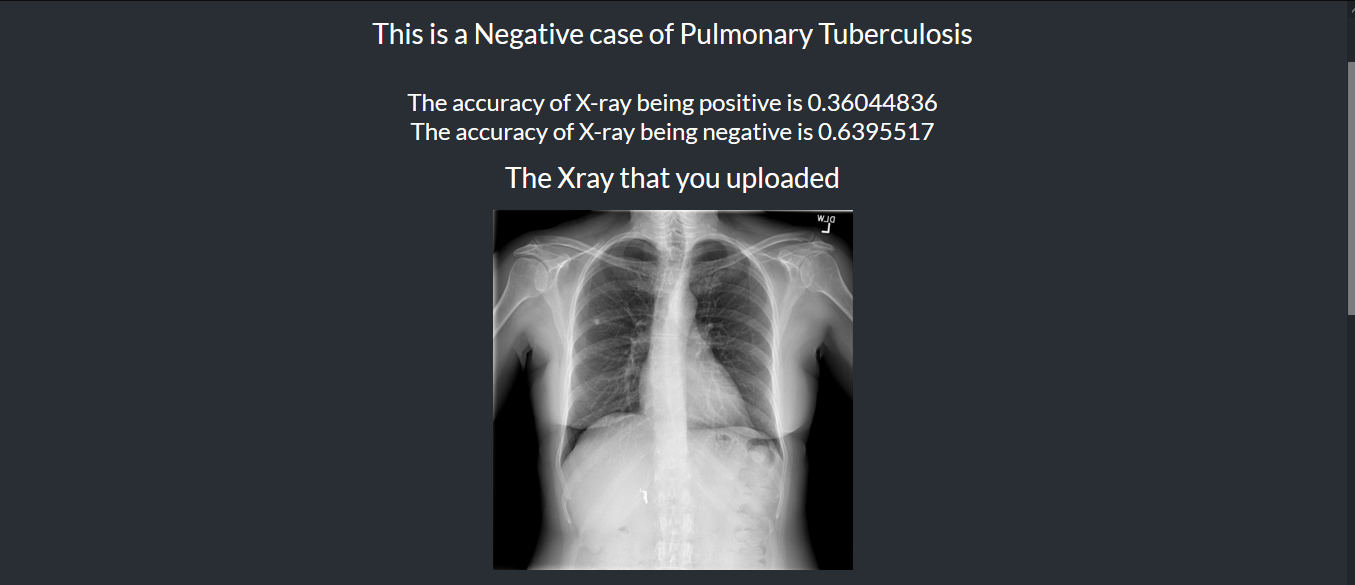 This is a Negative case of Pulmonary Tuberculosis
The accuracy of X-ray being positive is 0.36044836
The accuracy of X-ray being negative is 0.6395517
The Xray that you uploaded
DLW
L